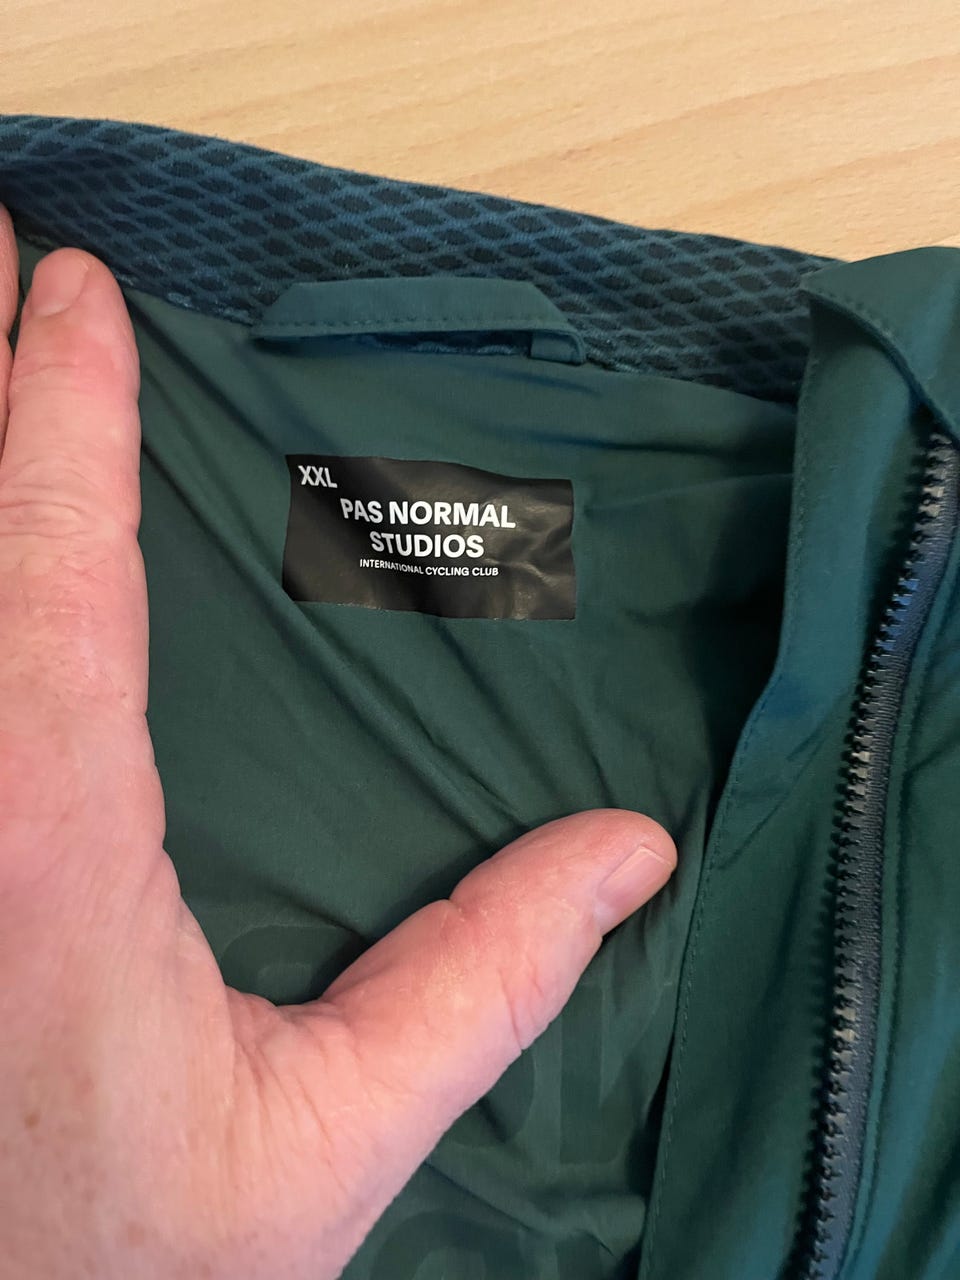 XXL
PAS NORMAL
STUDIOS
INTERNATIONAL CYCLING CLUB